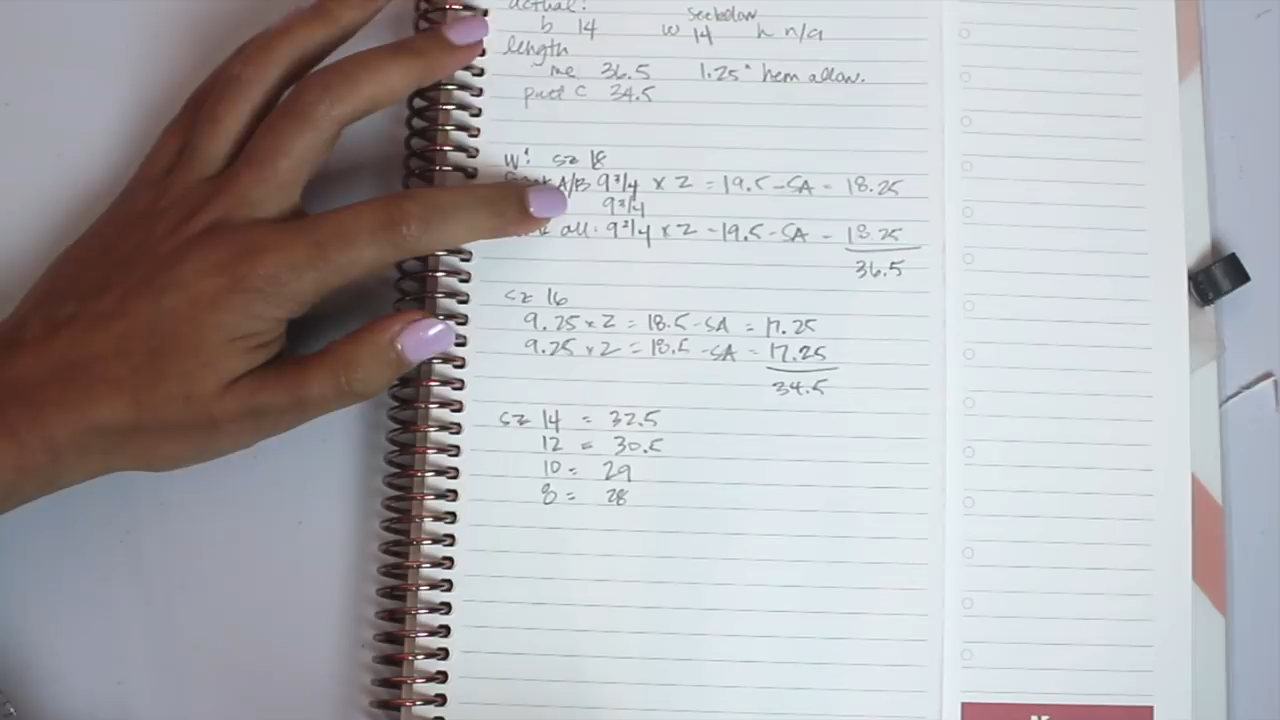 actual: see below
b 14 w 14 h n/a
length
me 36.5 1.25" hem allow.
C 34.5
W: sz 18
A/B 9 3/4 x 2 = 19.5 - SA = 18.25
9 3/4
all. 9 3/4 x 2 = 19.5 - SA = 18.25
36.5
sz 16
9.25 x 2 = 18.5 - SA = 17.25
9.25 x 2 = 18.5 - SA = 17.25
34.5
sz 14 = 32.5
12 = 30.5
10 = 29
8 = 28